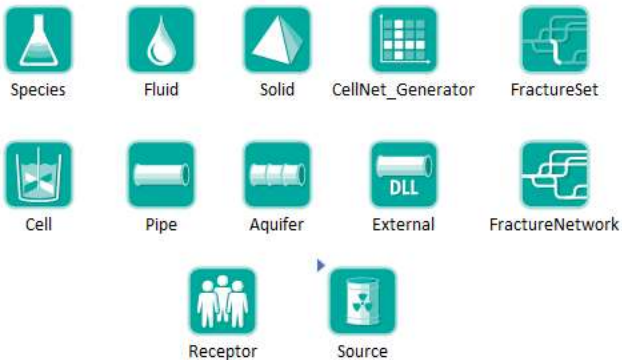 Species Fluid Solid CellNet_Generator FractureSet
DLL
Cell Pipe Aquifer External FractureNetwork
Receptor Source